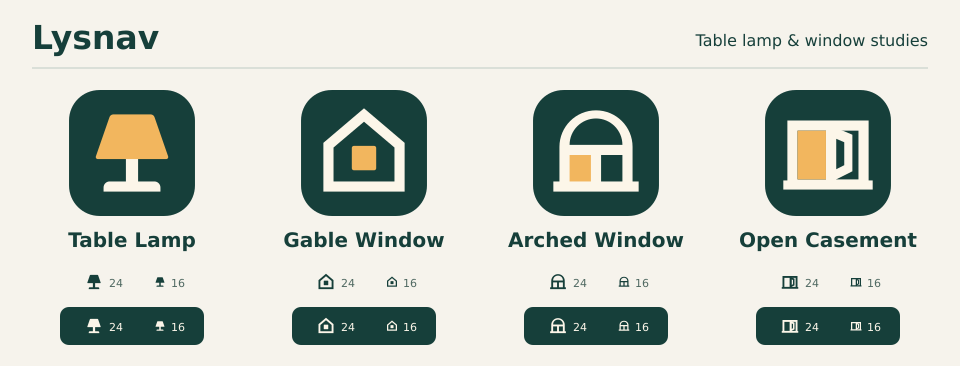 Lysnav
Table lamp & window studies
Table Lamp
Gable Window
Arched Window
Open Casement
24 16
24 16
24 16
24 16
24 16
24 16
24 16
24 16